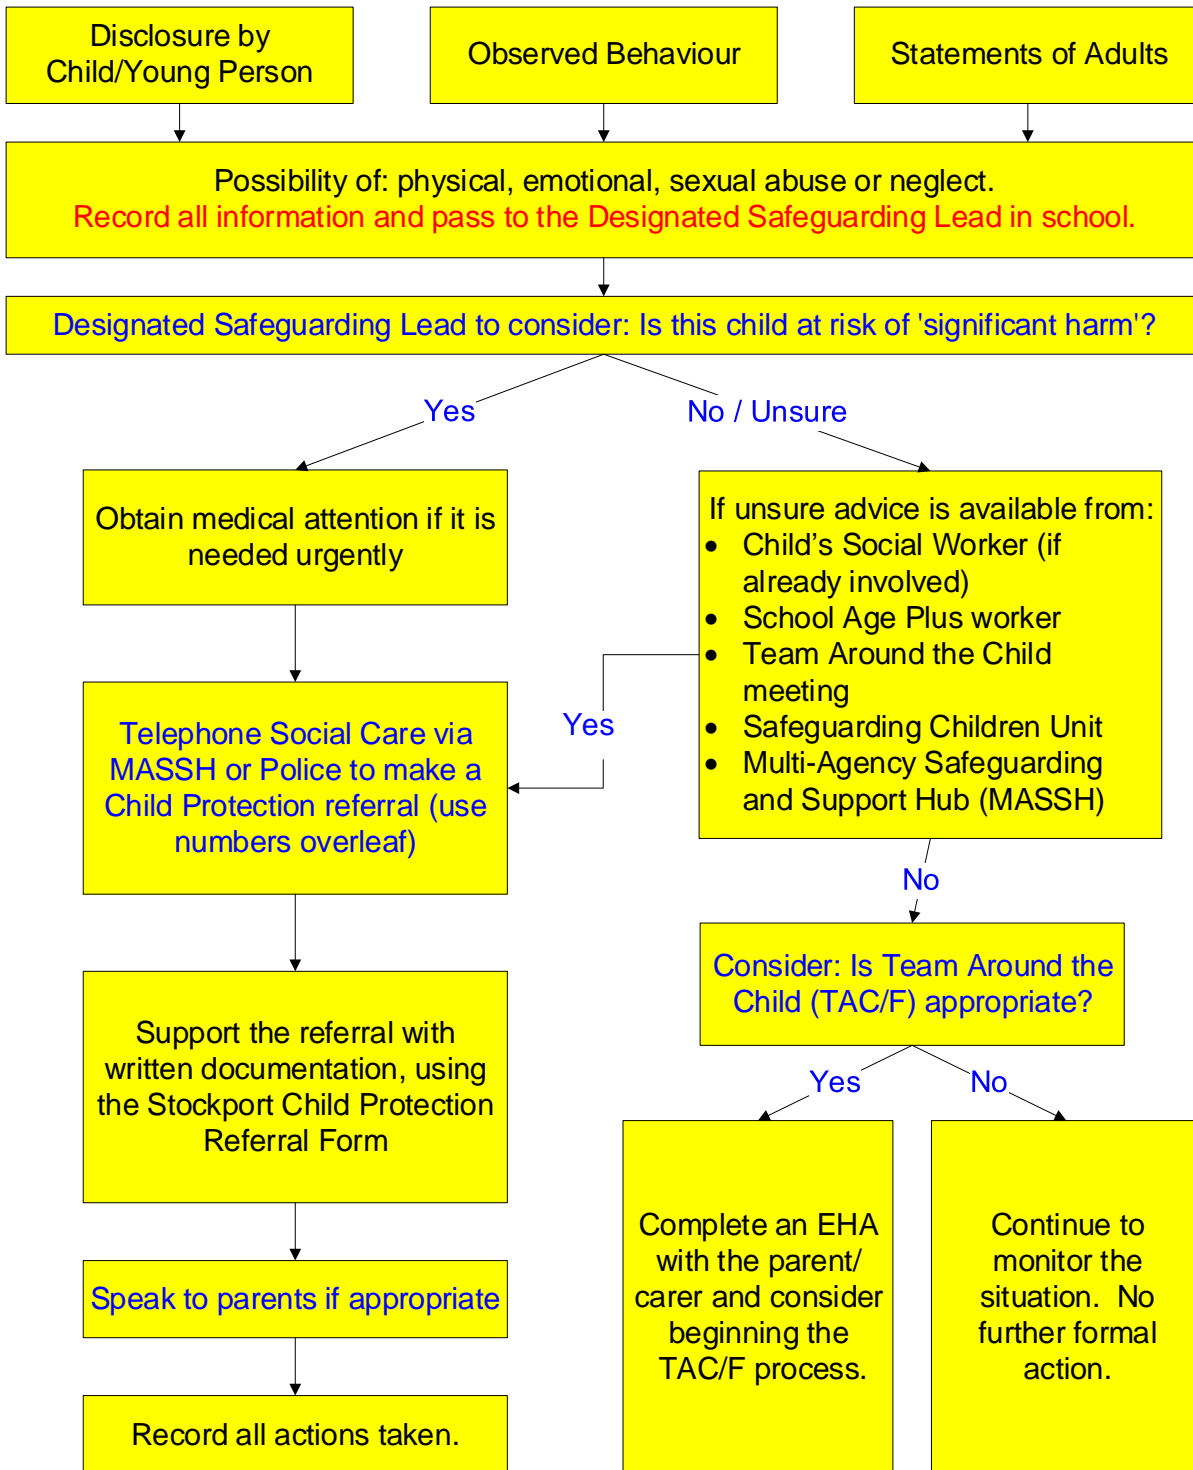 Disclosure by
Child/Young Person
Observed Behaviour
Statements of Adults
Possibility of: physical, emotional, sexual abuse or neglect.
Record all information and pass to the Designated Safeguarding Lead in school.
Designated Safeguarding Lead to consider: Is this child at risk of 'significant harm'?
Yes
No / Unsure
Obtain medical attention if it is
needed urgently
If unsure advice is available from:
• Child’s Social Worker (if
already involved)
• School Age Plus worker
• Team Around the Child
meeting
• Safeguarding Children Unit
• Multi-Agency Safeguarding
and Support Hub (MASSH)
Yes
Telephone Social Care via
MASSH or Police to make a
Child Protection referral (use
numbers overleaf)
No
Consider: Is Team Around the
Child (TAC/F) appropriate?
Support the referral with
written documentation, using
the Stockport Child Protection
Referral Form
Yes
No
Complete an EHA
with the parent/
carer and consider
beginning the
TAC/F process.
Continue to
monitor the
situation.  No
further formal
action.
Speak to parents if appropriate
Record all actions taken.